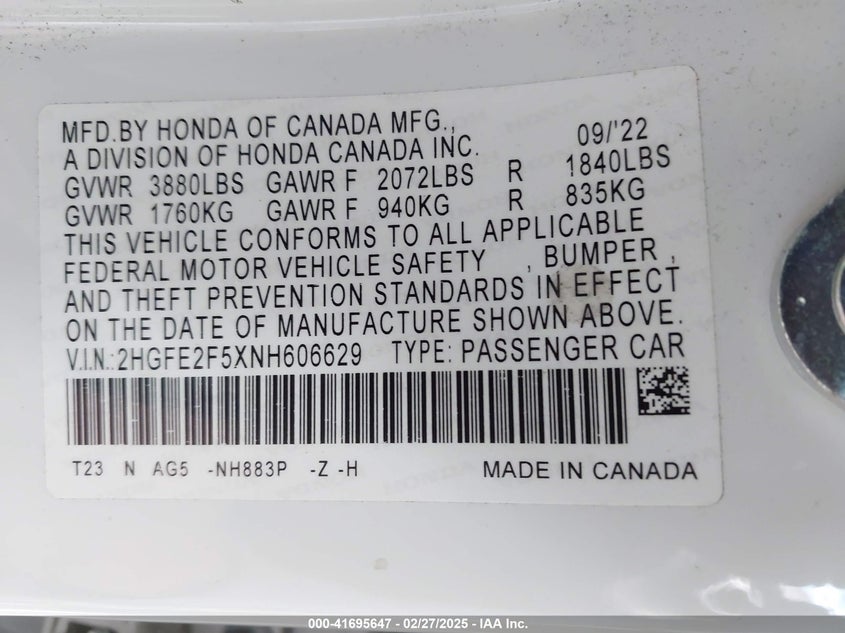 MFD.BY HONDA OF CANADA MFG.,
A DIVISION OF HONDA CANADA INC. 09/'22
GVWR 3880LBS GAWR F 2072LBS R 1840LBS
GVWR 1760KG GAWR F 940KG R 835KG
THIS VEHICLE CONFORMS TO ALL APPLICABLE
FEDERAL MOTOR VEHICLE SAFETY , BUMPER ,
AND THEFT PREVENTION STANDARDS IN EFFECT
ON THE DATE OF MANUFACTURE SHOWN ABOVE.
V.I.N.:2HGFE2F5XNH606629 TYPE: PASSENGER CAR
T23 N AG5 -NH883P -Z -H MADE IN CANADA
000-41695647 - 02/27/2025 - IAA Inc.